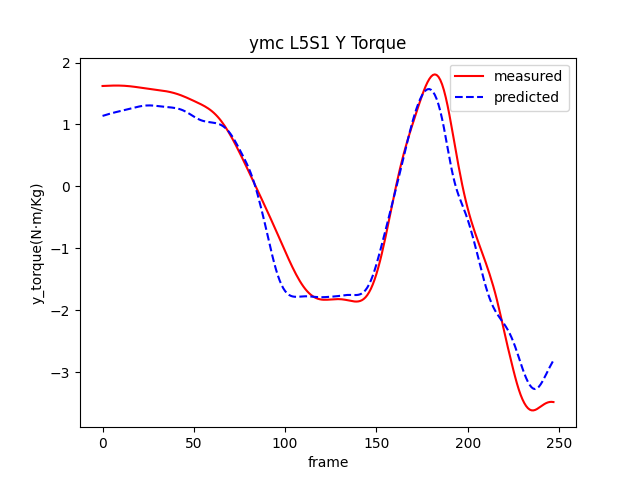 ymc L5S1 Y Torque
measured
predicted
y_torque(N·m/Kg)
2
1
0
−1
−2
−3
0
50
100
150
200
250
frame